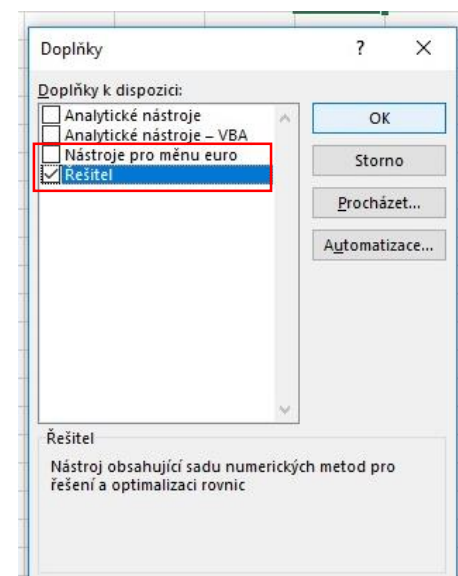 Doplňky ? ×
Doplňky k dispozici:
Analytické nástroje
Analytické nástroje – VBA
Nástroje pro měnu euro
Řešitel
OK
Storno
Procházet...
Automatizace...
Řešitel
Nástroj obsahující sadu numerických metod pro
řešení a optimalizaci rovnic